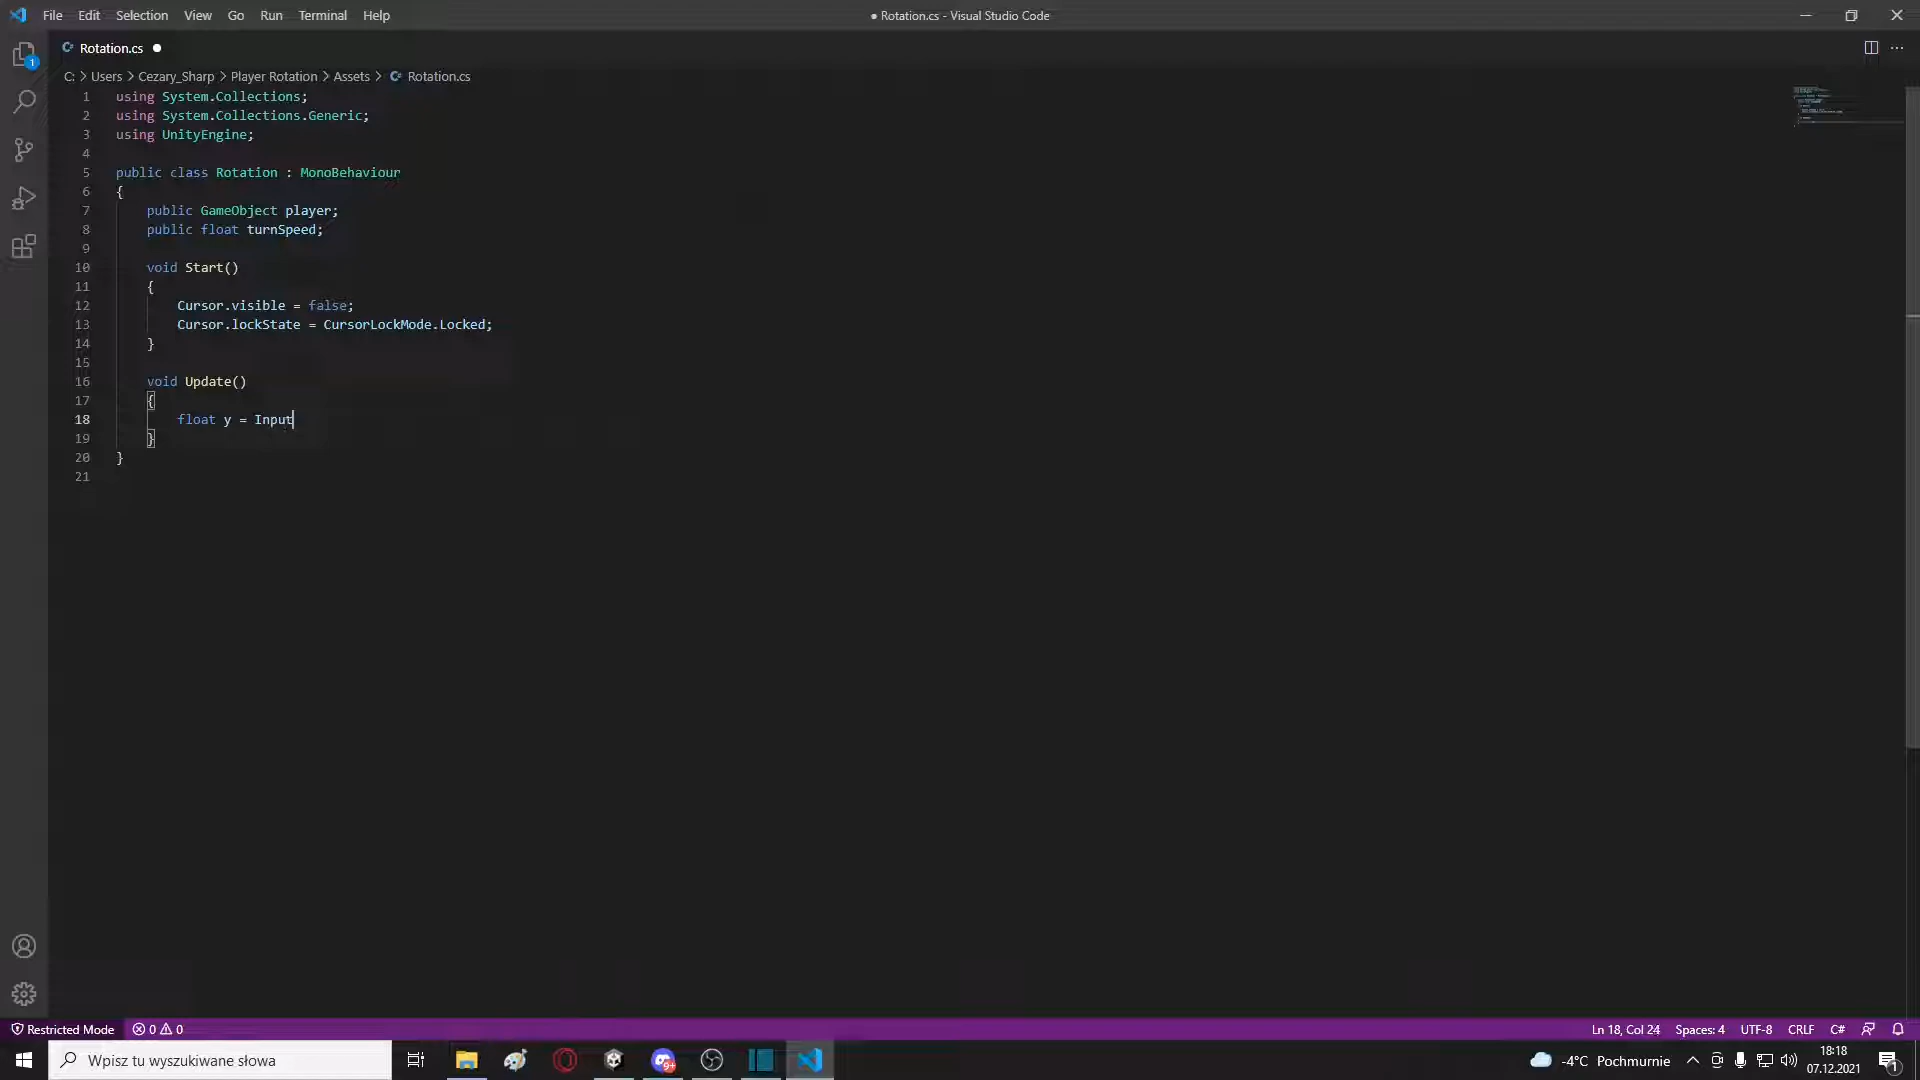 File Edit Selection View Go Run Terminal Help
● Rotation.cs - Visual Studio Code
Rotation.cs ●
C: > Users > Cezary_Sharp > Player Rotation > Assets > Rotation.cs
1 using System.Collections;
2 using System.Collections.Generic;
3 using UnityEngine;
4
5 public class Rotation : MonoBehaviour
6 {
7 public GameObject player;
8 public float turnSpeed;
9
10 void Start()
11 {
12 Cursor.visible = false;
13 Cursor.lockState = CursorLockMode.Locked;
14 }
15
16 void Update()
17 {
18 float y = Input
19 }
20 }
21
1
Restricted Mode 0 0 Ln 18, Col 24 Spaces: 4 UTF-8 CRLF C#
Wpisz tu wyszukiwane słowa
9+
-4°C Pochmurnie
18:18
07.12.2021
1